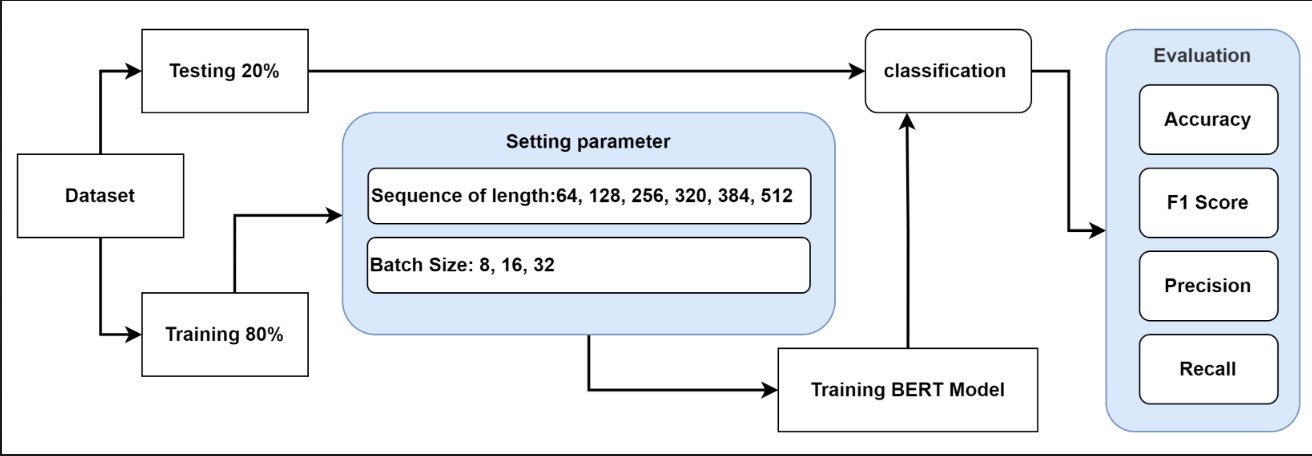 Testing 20%
classification
Evaluation
Accuracy
F1 Score
Precision
Recall
Setting parameter
Sequence of length:64, 128, 256, 320, 384, 512
Batch Size: 8, 16, 32
Dataset
Training 80%
Training BERT Model